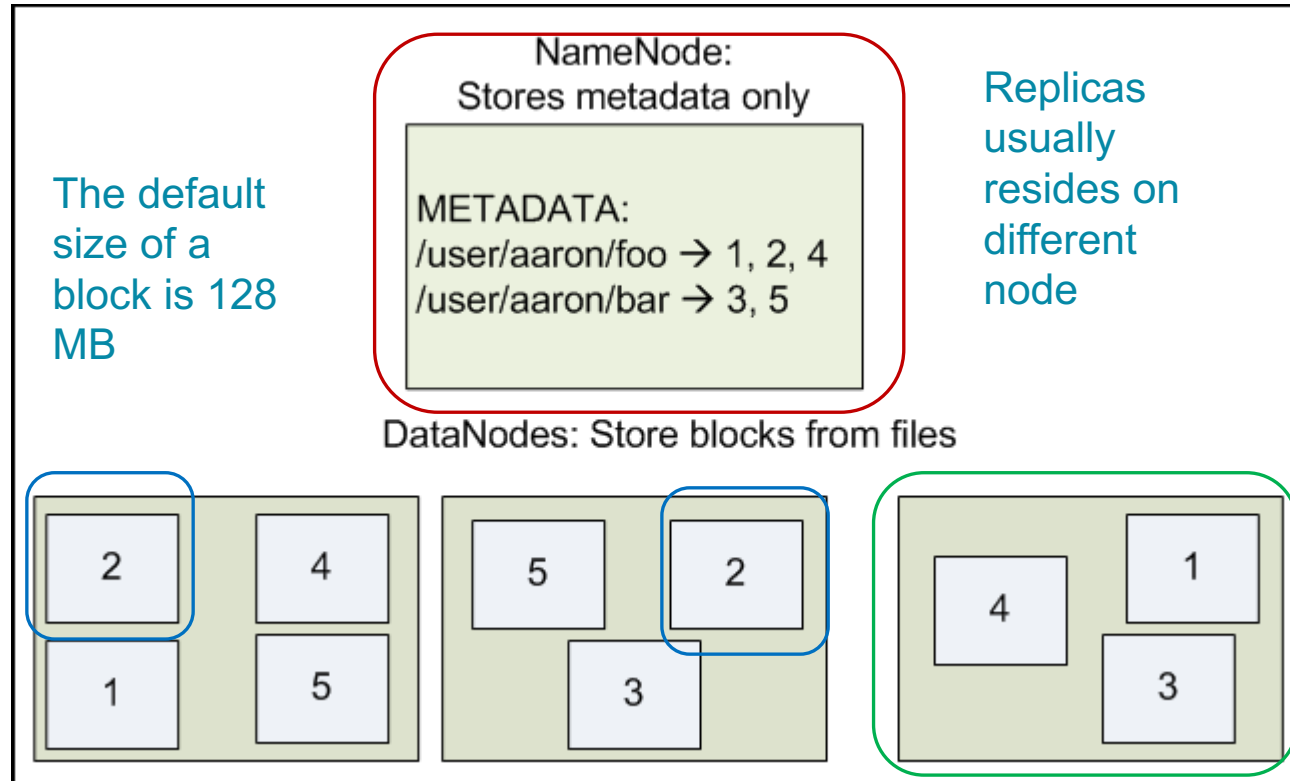 NameNode:
Stores metadata only
The default
size of a
block is 128
MB
METADATA:
/user/aaron/foo → 1, 2, 4
/user/aaron/bar → 3, 5
Replicas
usually
resides on
different
node
DataNodes: Store blocks from files
2
4
1
5
5
2
3
4
1
3